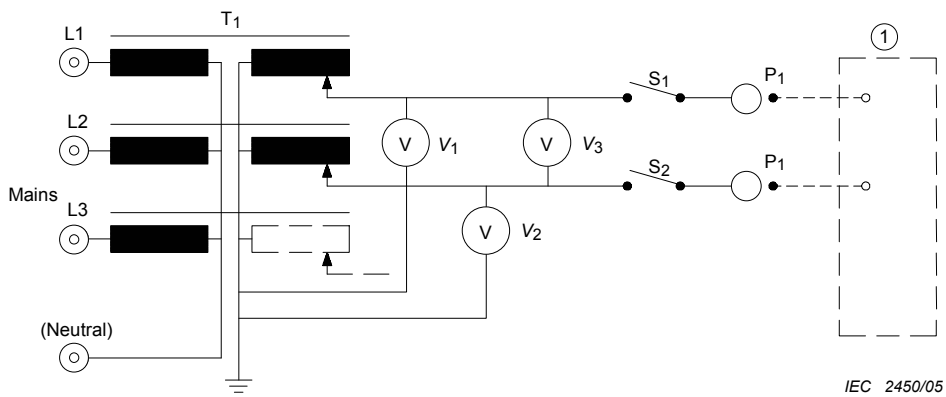 T1
L1
1
S1
P1
L2
V
V1
V
V3
S2
P1
Mains
L3
V
V2
(Neutral)
IEC 2450/05